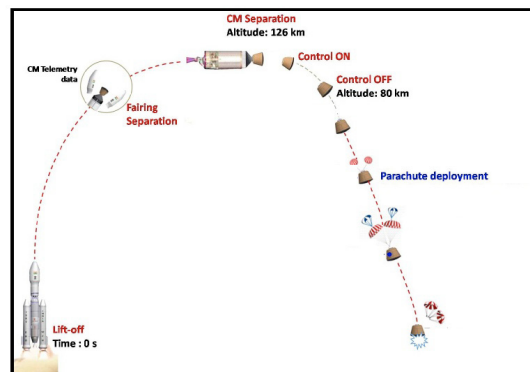 CM Separation
Altitude: 126 km
Control ON
CM Telemetry
data
Control OFF
Altitude: 80 km
Fairing
Separation
Parachute deployment
Lift-off
Time : 0 s